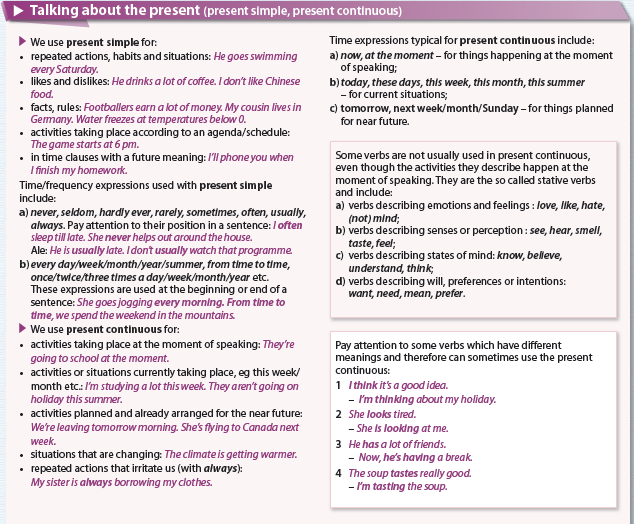 Talking about the present (present simple, present continuous)
We use present simple for:
• repeated actions, habits and situations: He goes swimming
every Saturday.
• likes and dislikes: He drinks a lot of coffee. I don't like Chinese
food.
• facts, rules: Footballers earn a lot of money. My cousin lives in
Germany. Water freezes at temperatures below 0.
• activities taking place according to an agenda/schedule:
The game starts at 6 pm.
• in time clauses with a future meaning: I'll phone you when
I finish my homework.
Time/frequency expressions used with present simple
include:
a) never, seldom, hardly ever, rarely, sometimes, often, usually,
always. Pay attention to their position in a sentence: I often
sleep till late. She never helps out around the house.
Ale: He is usually late. I don't usually watch that programme.
b) every day/week/month/year/summer, from time to time,
once/twice/three times a day/week/month/year etc.
These expressions are used at the beginning or end of a
sentence: She goes jogging every morning. From time to
time, we spend the weekend in the mountains.
We use present continuous for:
• activities taking place at the moment of speaking: They're
going to school at the moment.
• activities or situations currently taking place, eg this week/
month etc.: I'm studying a lot this week. They aren't going on
holiday this summer.
• activities planned and already arranged for the near future:
We're leaving tomorrow morning. She's flying to Canada next
week.
• situations that are changing: The climate is getting warmer.
• repeated actions that irritate us (with always):
My sister is always borrowing my clothes.
Time expressions typical for present continuous include:
a) now, at the moment – for things happening at the moment
of speaking;
b) today, these days, this week, this month, this summer
– for current situations;
c) tomorrow, next week/month/Sunday – for things planned
for near future.
Some verbs are not usually used in present continuous,
even though the activities they describe happen at the
moment of speaking. They are the so called stative verbs
and include:
a) verbs describing emotions and feelings : love, like, hate,
(not) mind;
b) verbs describing senses or perception : see, hear, smell,
taste, feel;
c) verbs describing states of mind: know, believe,
understand, think;
d) verbs describing will, preferences or intentions:
want, need, mean, prefer.
Pay attention to some verbs which have different
meanings and therefore can sometimes use the present
continuous:
1 I think it's a good idea.
– I'm thinking about my holiday.
2 She looks tired.
– She is looking at me.
3 He has a lot of friends.
– Now, he's having a break.
4 The soup tastes really good.
– I'm tasting the soup.